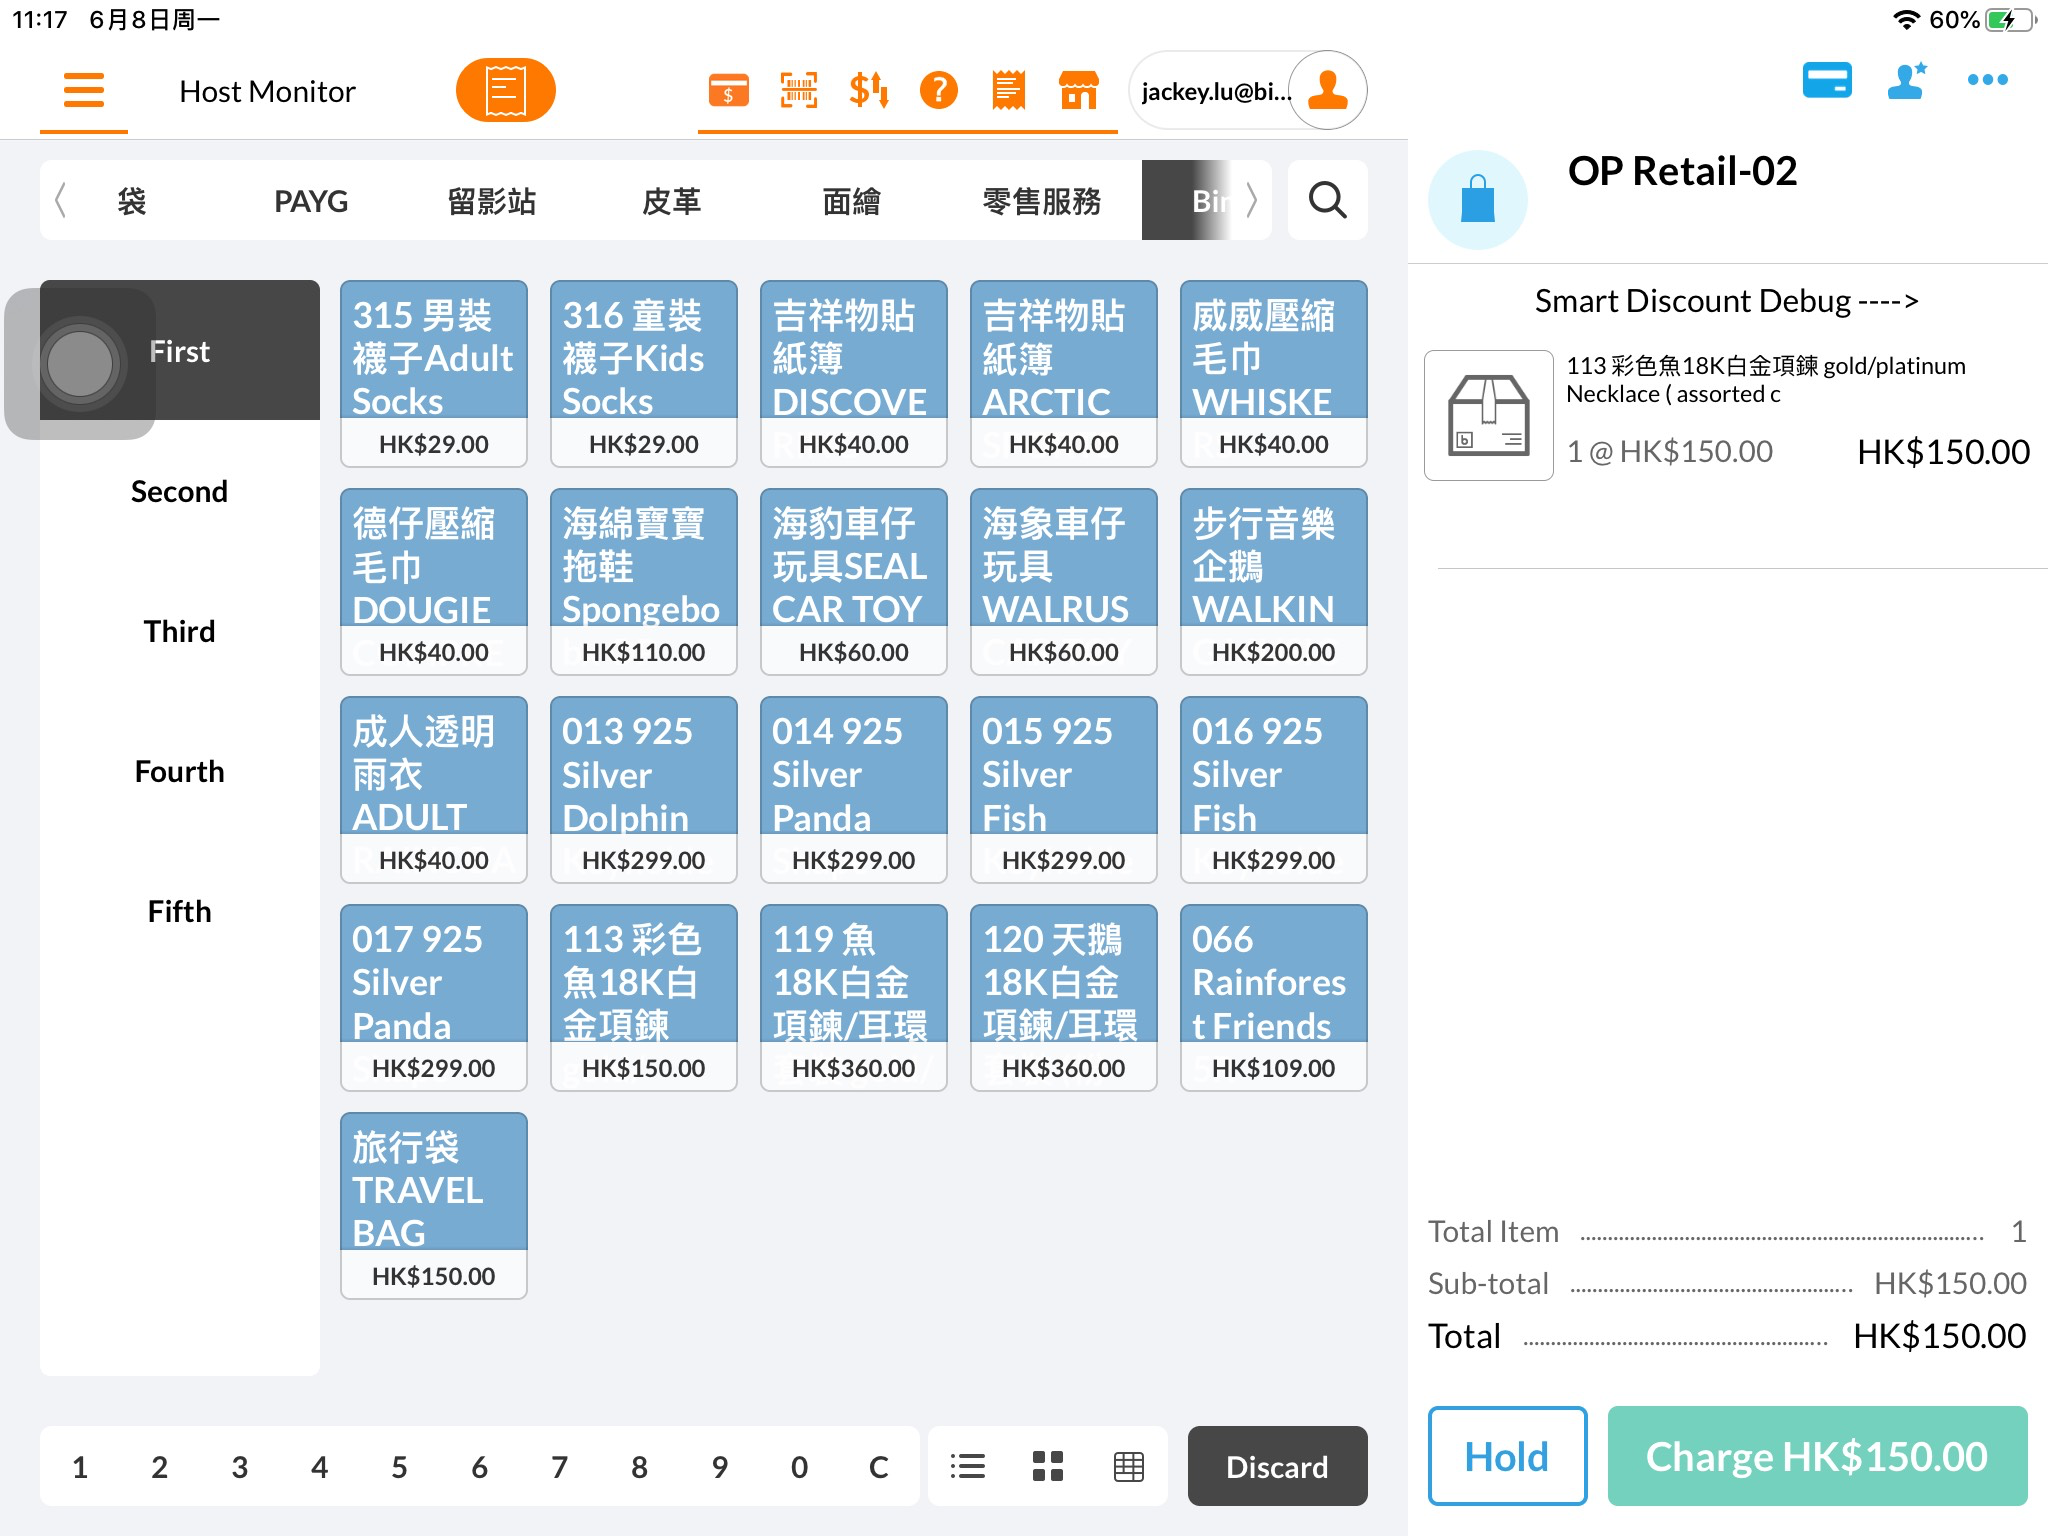 11:17 6月8日周一
60%
Host Monitor
jackey.lu@bi...
袋
PAYG
留影站
皮革
面繪
零售服務
First
Second
Third
Fourth
Fifth
315 男裝
襪子Adult
Socks
HK$29.00
316 童裝
襪子Kids
Socks
HK$29.00
吉祥物貼
紙簿
DISCOVE
HK$40.00
吉祥物貼
紙簿
ARCTIC
HK$40.00
威威壓縮
毛巾
WHISKE
HK$40.00
德仔壓縮
毛巾
DOUGIE
HK$40.00
海綿寶寶
拖鞋
Spongebo
HK$110.00
海豹車仔
玩具SEAL
CAR TOY
HK$60.00
海象車仔
玩具
WALRUS
HK$60.00
步行音樂
企鵝
WALKIN
HK$200.00
成人透明
雨衣
ADULT
HK$40.00
013 925
Silver
Dolphin
HK$299.00
014 925
Silver
Panda
HK$299.00
015 925
Silver
Fish
HK$299.00
016 925
Silver
Fish
HK$299.00
017 925
Silver
Panda
HK$299.00
113 彩色
魚18K白
金項鍊
HK$150.00
119 魚
18K白金
項鍊/耳環
HK$360.00
120 天鵝
18K白金
項鍊/耳環
HK$360.00
066
Rainfores
t Friends
HK$109.00
旅行袋
TRAVEL
BAG
HK$150.00
1 2 3 4 5 6 7 8 9 0 C
Discard
OP Retail-02
Smart Discount Debug ---->
113 彩色魚18K白金項鍊 gold/platinum
Necklace ( assorted c
1 @ HK$150.00 HK$150.00
Total Item 1
Sub-total HK$150.00
Total HK$150.00
Hold
Charge HK$150.00